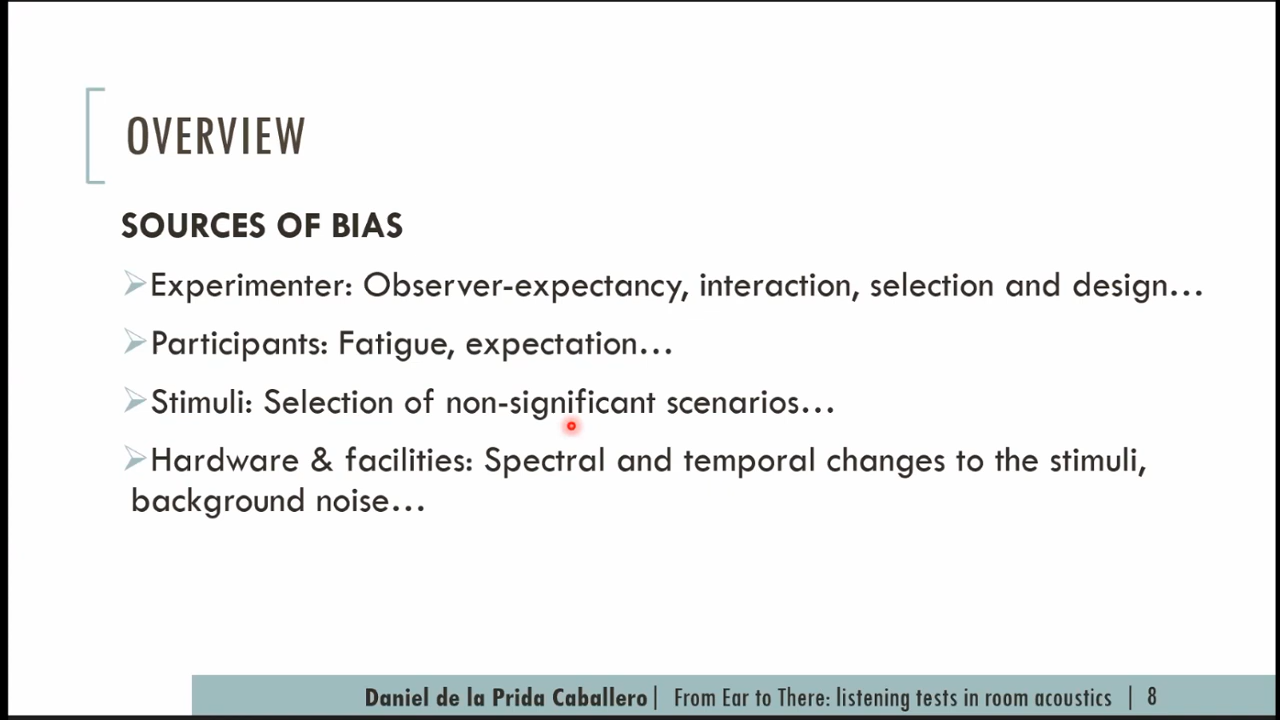 OVERVIEW
SOURCES OF BIAS
Experimenter: Observer-expectancy, interaction, selection and design…
Participants: Fatigue, expectation…
Stimuli: Selection of non-significant scenarios…
Hardware & facilities: Spectral and temporal changes to the stimuli,
background noise…
Daniel de la Prida Caballero | From Ear to There: listening tests in room acoustics | 8